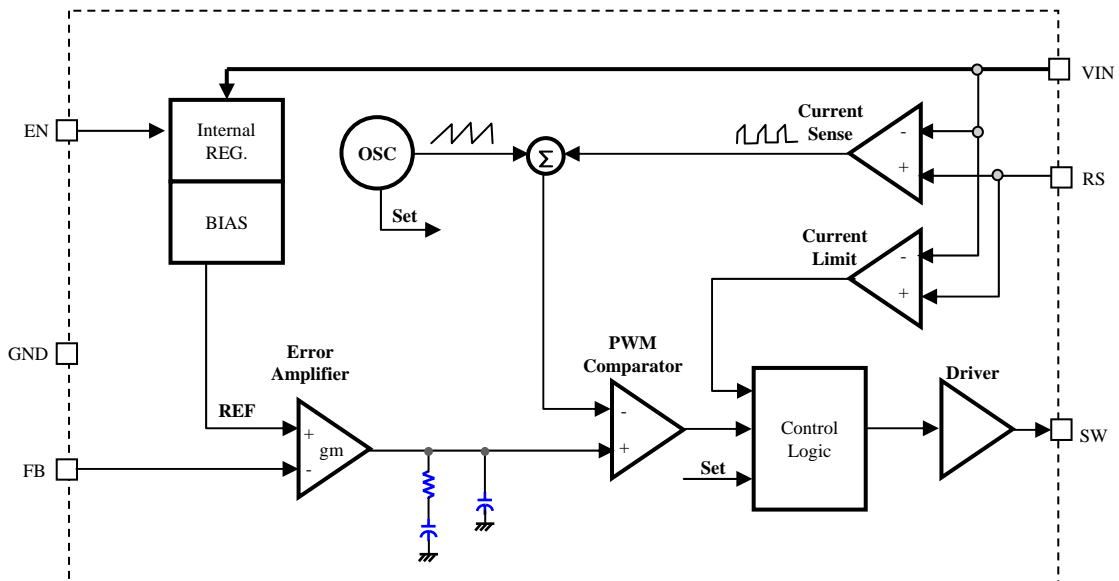 VIN
EN
Internal
REG.
OSC
Σ
Current
Sense
-
+
RS
BIAS
Set
Current
Limit
-
+
GND
Error
Amplifier
PWM
Comparator
Driver
REF
+
gm
-
-
+
Control
Logic
SW
FB
Set